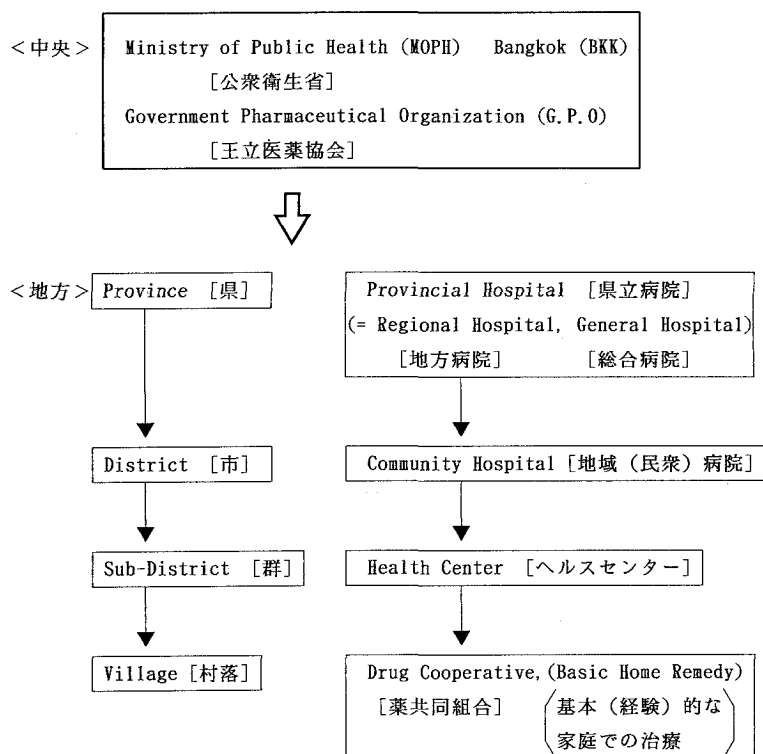 <中央> Ministry of Public Health (MOPH) Bangkok (BKK)
[公衆衛生省]
Government Pharmaceutical Organization (G.P.O)
[王立医薬協会]
<地方> Province [県] Provincial Hospital [県立病院]
(= Regional Hospital, General Hospital)
[地方病院] [総合病院]
District [市] Community Hospital [地域(民衆)病院]
Sub-District [群] Health Center [ヘルスセンター]
Village [村落] Drug Cooperative, (Basic Home Remedy)
[薬共同組合] (基本(経験)的な
家庭での治療)